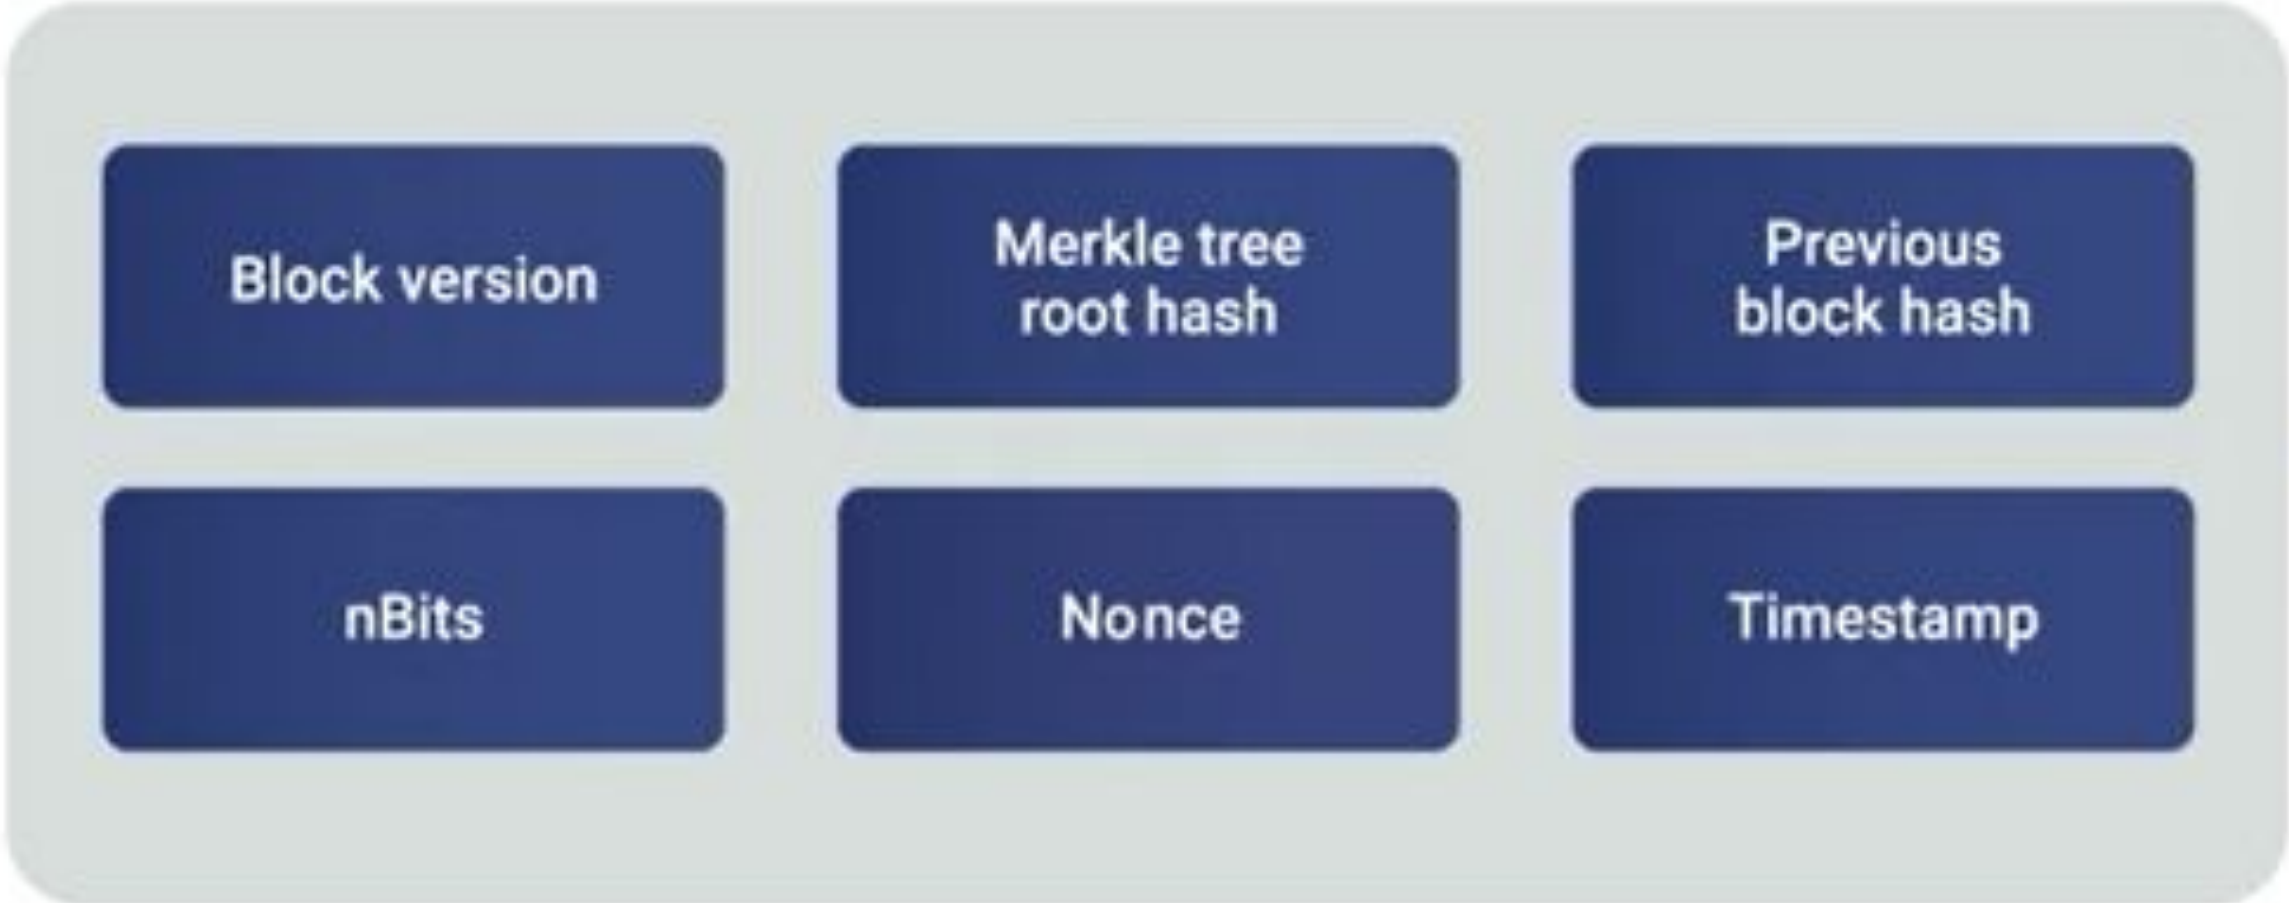 Block version
Merkle tree
root hash
Previous
block hash
nBits
Nonce
Timestamp